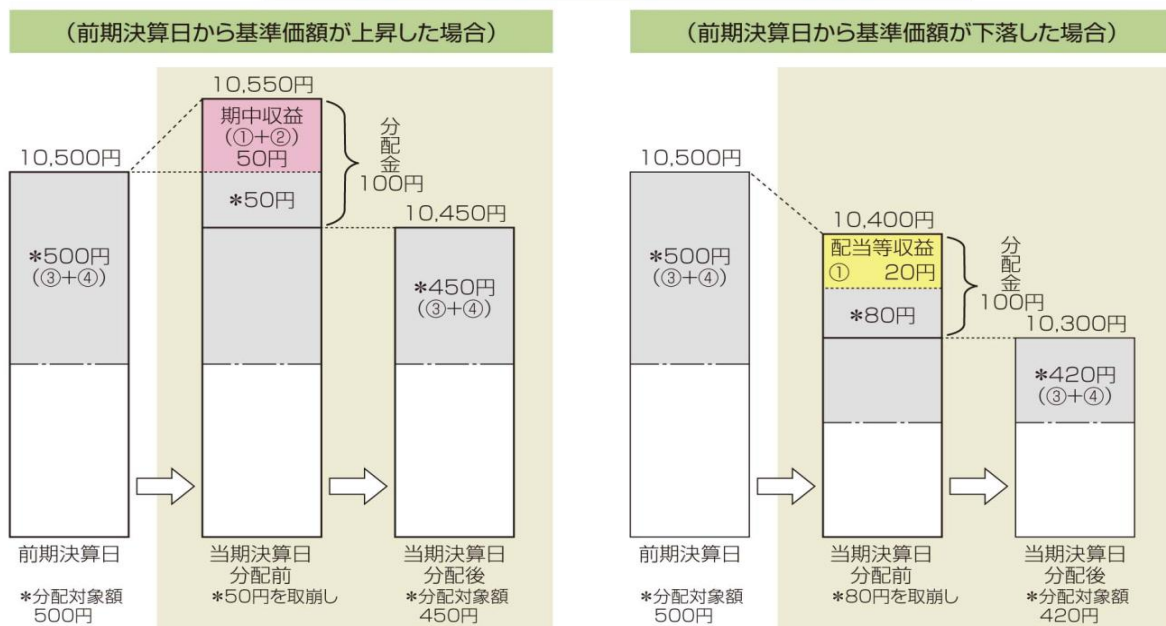 (前期決算日から基準価額が上昇した場合)
10,550円
期中収益
(①+②)
50円
分配金
100円
10,500円
*50円
10,450円
*500円
(③+④)
*450円
(③+④)
前期決算日
当期決算日
分配前
当期決算日
分配後
*分配対象額
500円
*50円を取崩し
*分配対象額
450円
(前期決算日から基準価額が下落した場合)
10,500円
10,400円
*500円
(③+④)
配当等収益
① 20円
分配金
100円
*80円
10,300円
*420円
(③+④)
前期決算日
当期決算日
分配前
当期決算日
分配後
*分配対象額
500円
*80円を取崩し
*分配対象額
420円